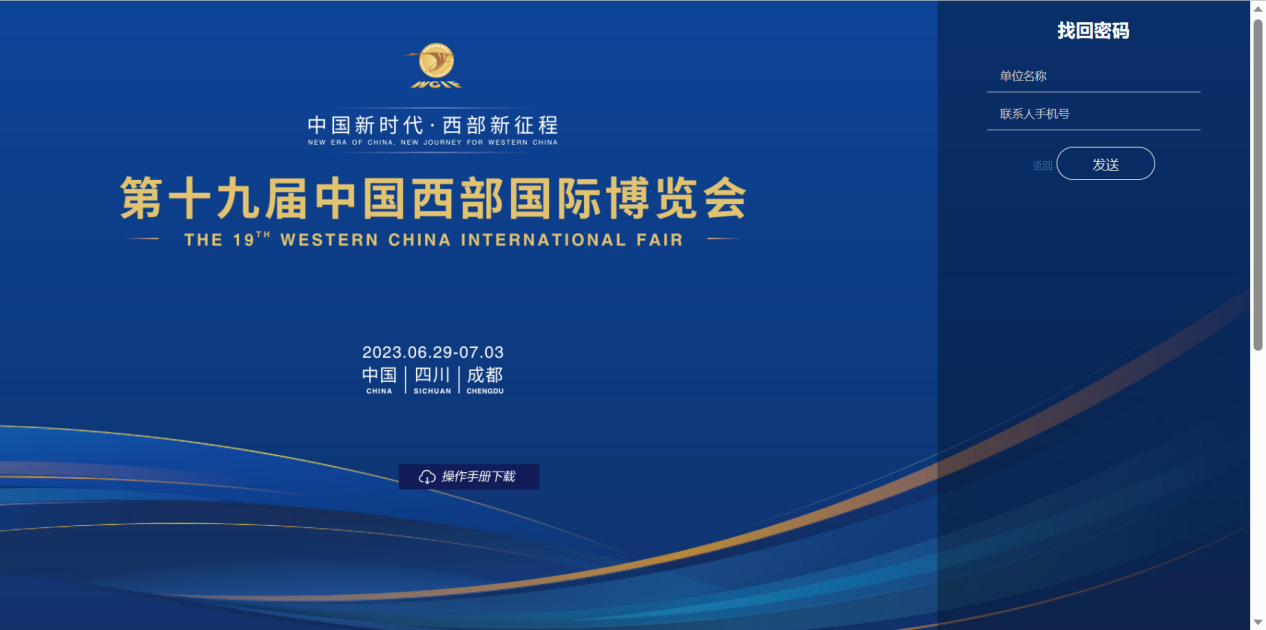 WCIF
中国新时代·西部新征程
NEW ERA OF CHINA, NEW JOURNEY FOR WESTERN CHINA
第十九届中国西部国际博览会
THE 19TH WESTERN CHINA INTERNATIONAL FAIR
2023.06.29-07.03
中国 | 四川 | 成都
CHINA SICHUAN CHENGDU
操作手册下载
找回密码
单位名称
联系人手机号
返回 发送